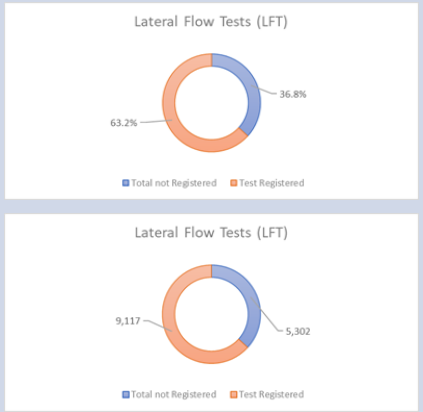 Lateral Flow Tests (LFT)
36.8%
63.2%
Total not Registered Test Registered
Lateral Flow Tests (LFT)
9,117
5,302
Total not Registered Test Registered